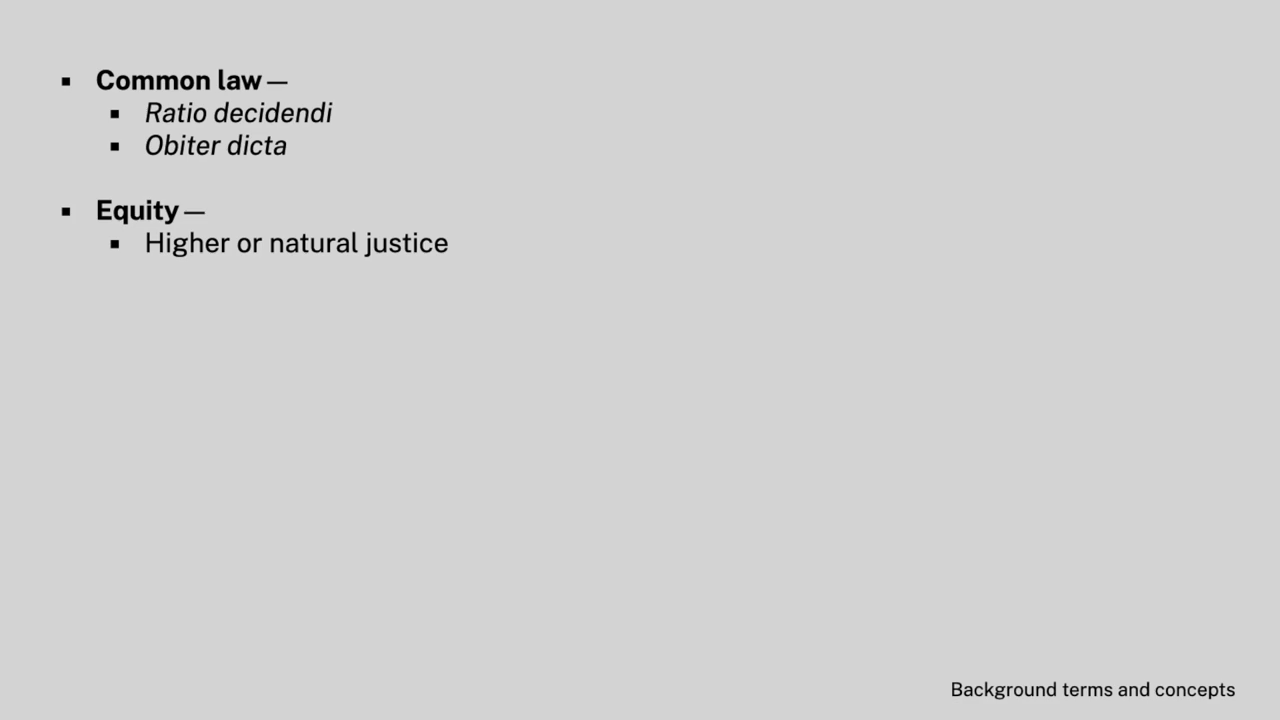 ▪ Common law —
▪ Ratio decidendi
▪ Obiter dicta
▪ Equity —
▪ Higher or natural justice
Background terms and concepts